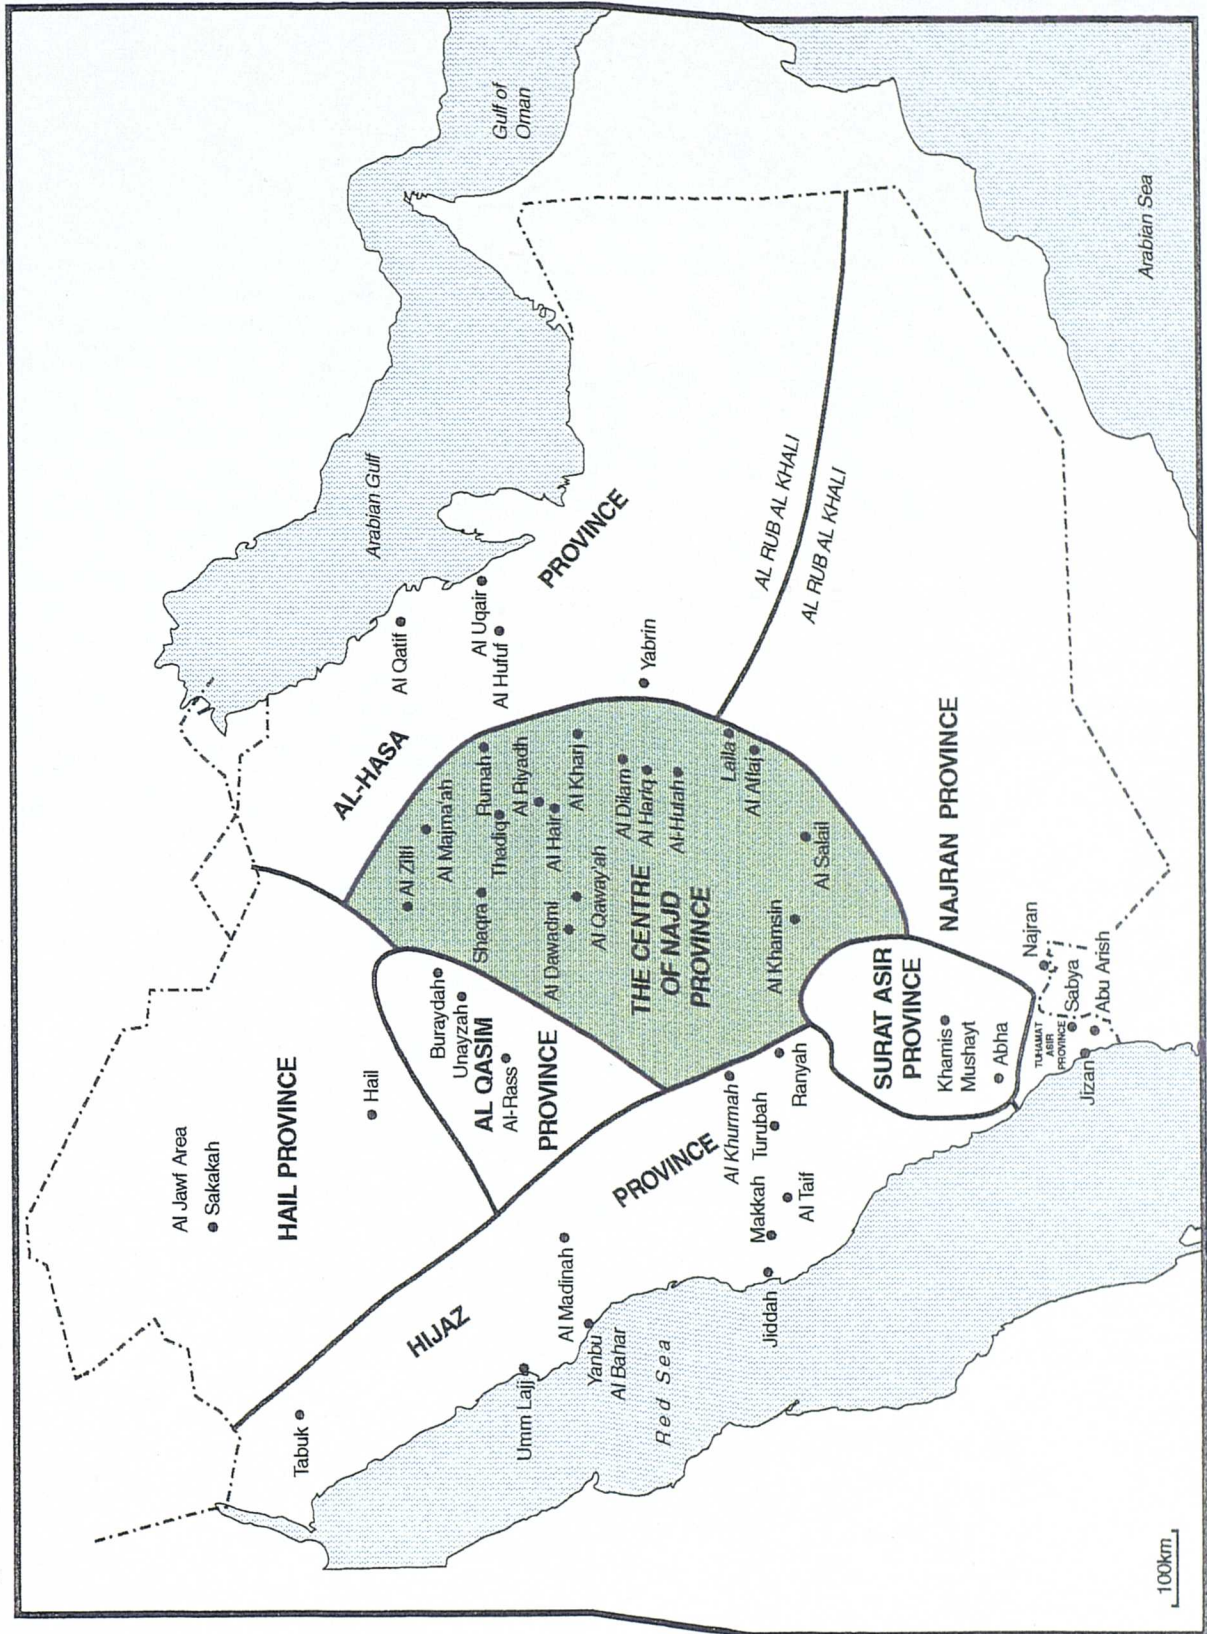 Gulf of
Oman
Arabian Sea
Arabian Gulf
AL RUB AL KHALI
AL RUB AL KHALI
AL-HASA
PROVINCE
Al Qatif
Al Uqair
Al Hufuf
Yabrin
Al Zilfi
Al Majma'ah
Rumah
Thadiq
Al Riyadh
Shaqra
Al Hair
Al Kharj
Al Dawadmi
Al Qaway'ah
Al Dilam
Al Hariq
Al-Hutah
Laila
Al Aflaj
Al Salail
Al Khamsin
THE CENTRE
OF NAJD
PROVINCE
NAJRAN PROVINCE
Najran
Sabya
Abu Arish
TUHAMAT
ASIR
PROVINCE
Jizan
SURAT ASIR
PROVINCE
Khamis
Mushayt
Abha
Buraydah
Unayzah
AL QASIM
Al-Rass
PROVINCE
HAIL PROVINCE
Hail
Al Jawf Area
Sakakah
HIJAZ
PROVINCE
Al Khurmah
Ranyah
Turubah
Makkah
Al Taif
Jiddah
Al Madinah
Yanbu
Al Bahar
Umm Lajj
Tabuk
Red Sea
100km